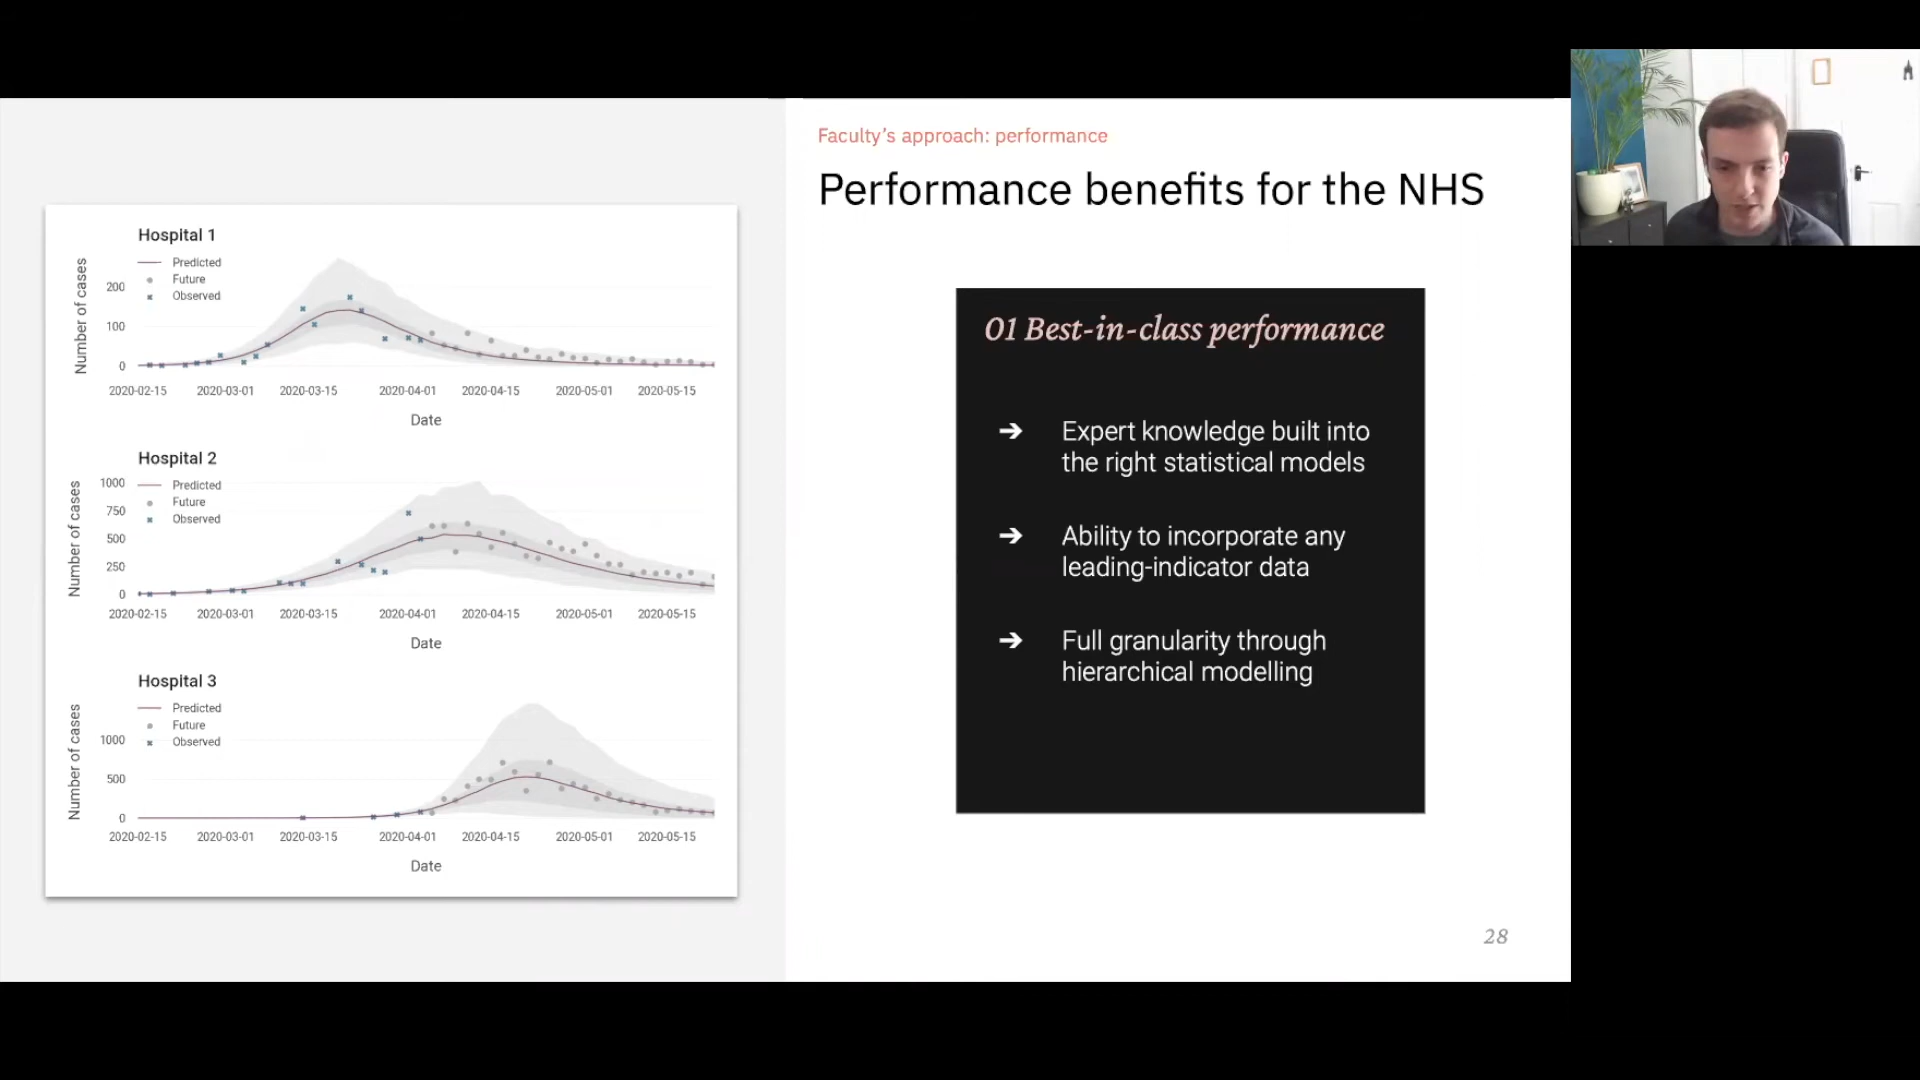 Faculty's approach: performance
Performance benefits for the NHS
Hospital 1
Predicted
Future
Observed
Number of cases
200
100
0
2020-02-15 2020-03-01 2020-03-15 2020-04-01 2020-04-15 2020-05-01 2020-05-15
Date
Hospital 2
Predicted
Future
Observed
Number of cases
1000
750
500
250
0
2020-02-15 2020-03-01 2020-03-15 2020-04-01 2020-04-15 2020-05-01 2020-05-15
Date
Hospital 3
Predicted
Future
Observed
Number of cases
1000
500
0
2020-02-15 2020-03-01 2020-03-15 2020-04-01 2020-04-15 2020-05-01 2020-05-15
Date
01 Best-in-class performance
➔ Expert knowledge built into
the right statistical models
➔ Ability to incorporate any
leading-indicator data
➔ Full granularity through
hierarchical modelling
28